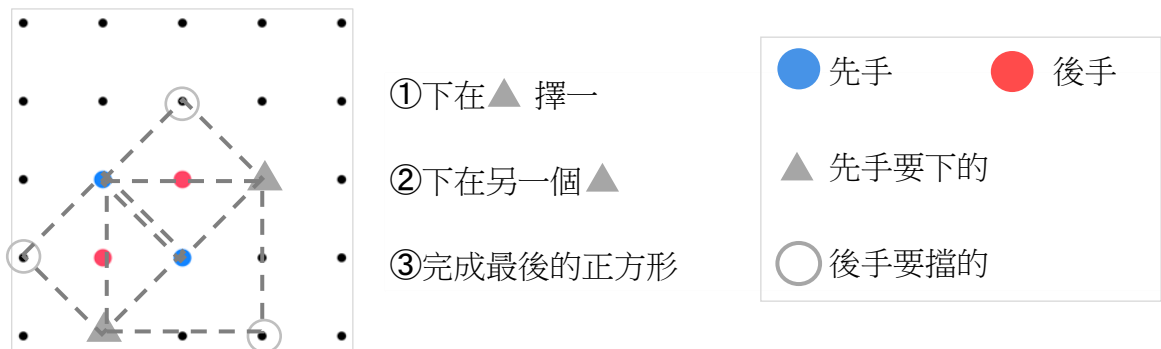 ①下在▲ 擇一
②下在另一個▲
③完成最後的正方形
先手 後手
先手要下的
後手要擋的